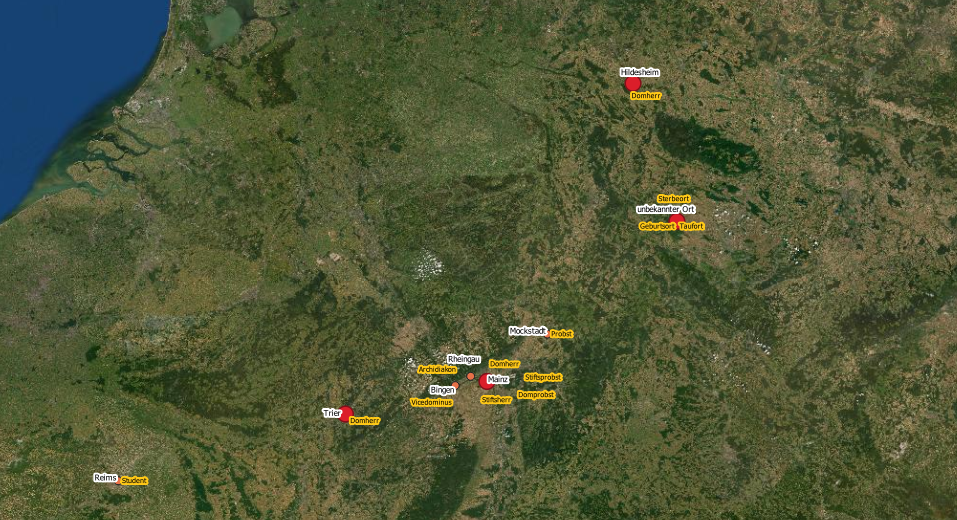 Hildesheim
Domherr
Sterbeort
unbekannter Ort
Geburtsort Taufort
Mockstadt Probst
Rheingau
Domherr
Archidiakon
Mainz
Stiftsprobst
Bingen
Domprobst
Vicedominus
Stiftsherr
Trier
Domherr
Reims Student